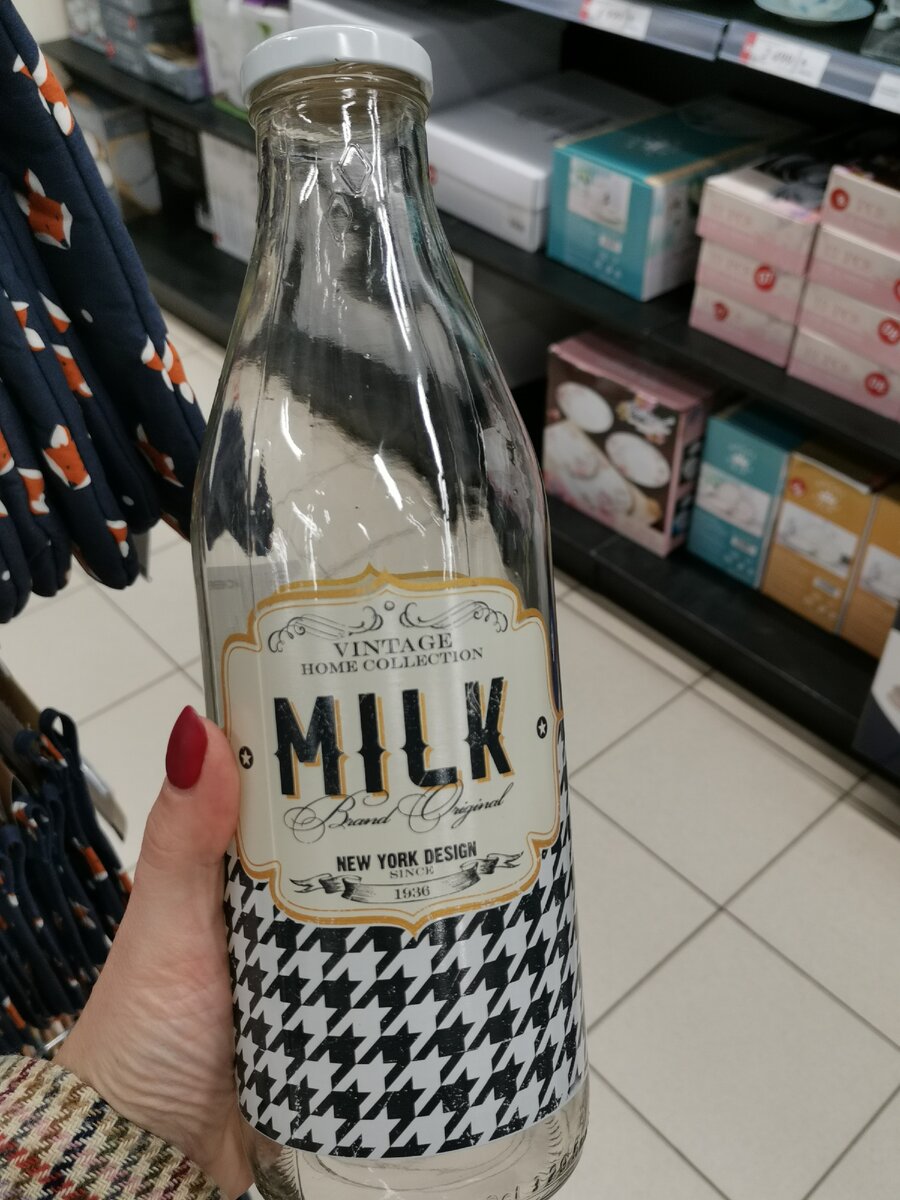 VINTAGE
HOME COLLECTION
MILK
Brand Original
NEW YORK DESIGN
SINCE
1936